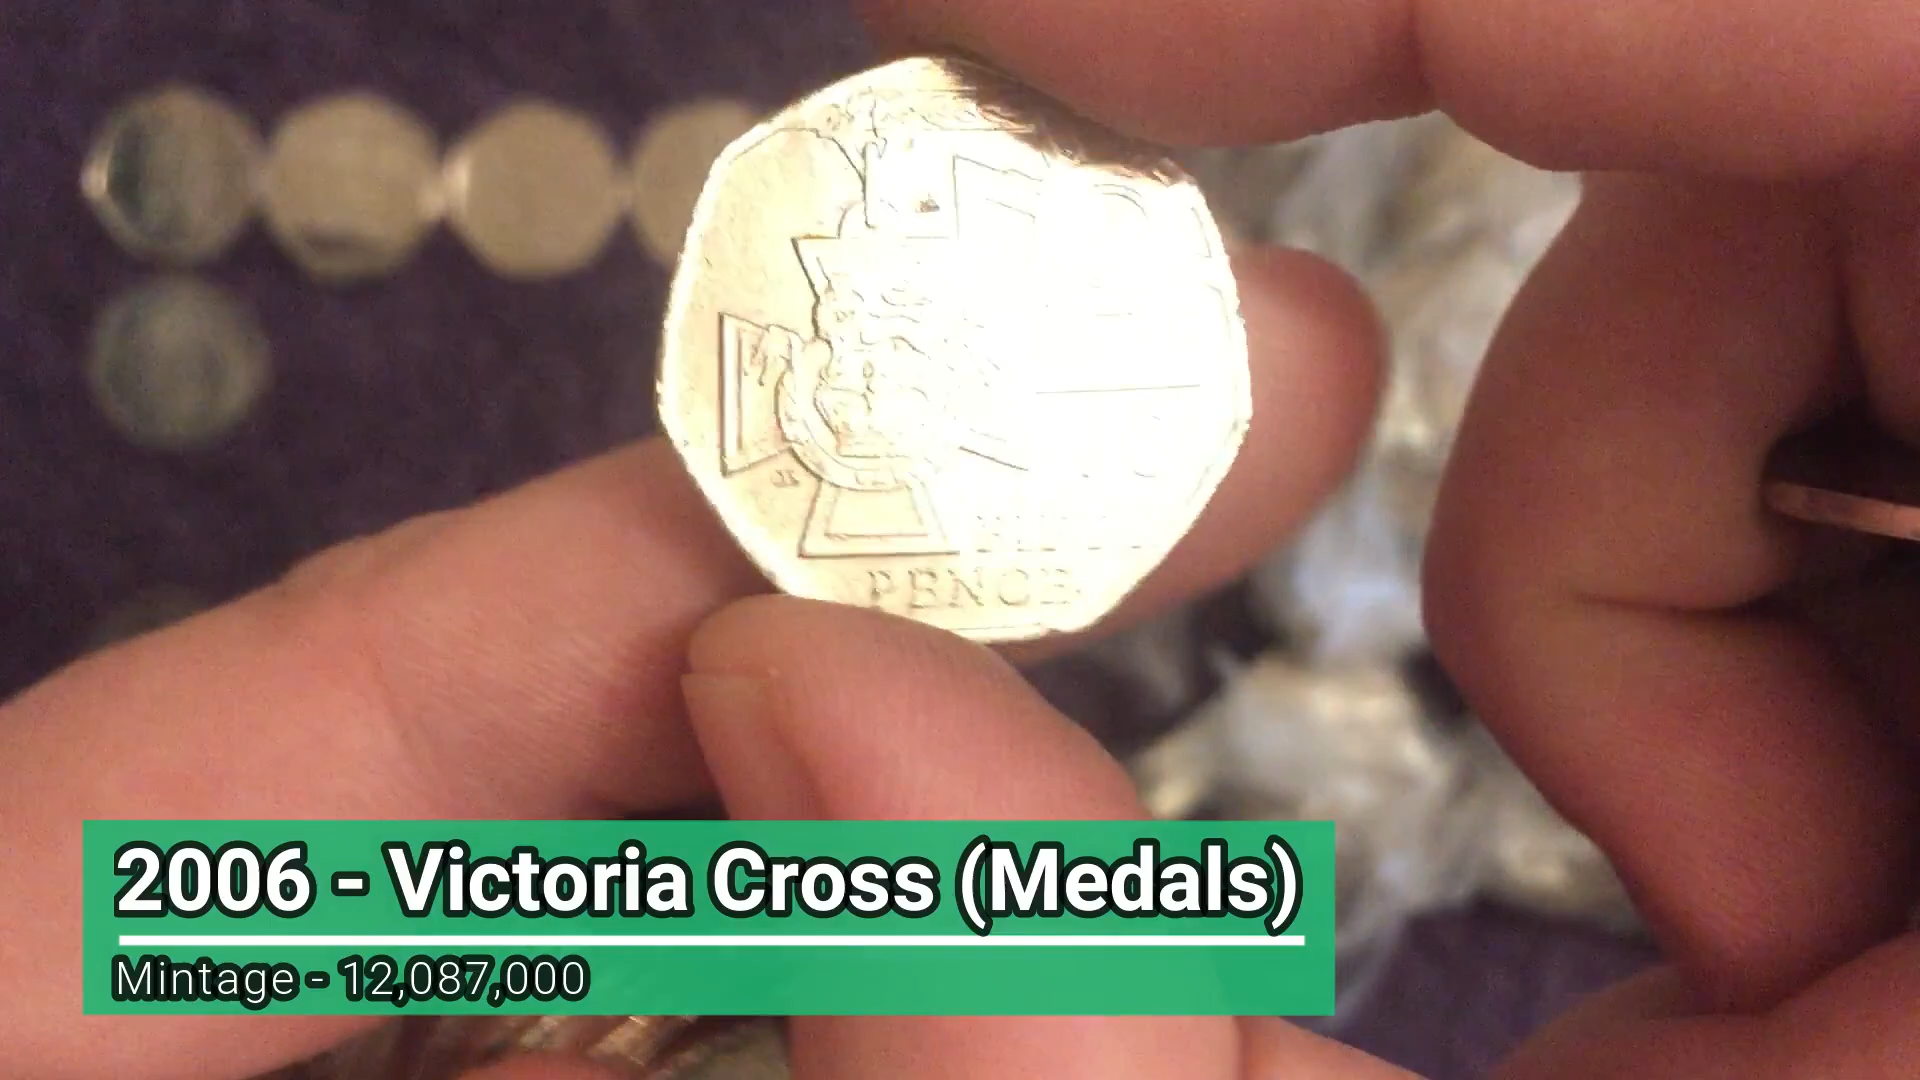 PENCE
2006 - Victoria Cross (Medals)
Mintage - 12,087,000